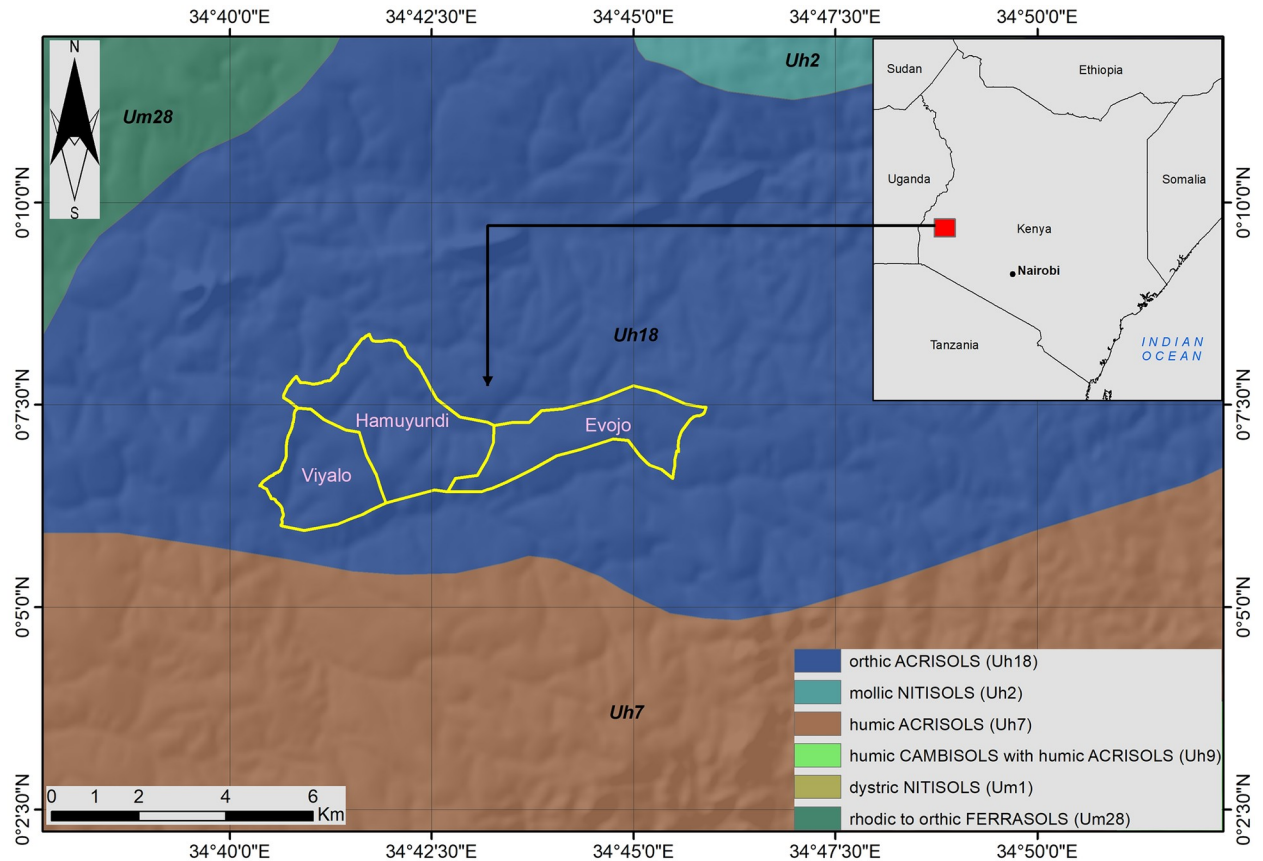 34°40'0"E
34°42'30"E
34°45'0"E
34°47'30"E
34°50'0"E
N
S
Um28
Uh2
Sudan
Ethiopia
Uganda
Somalia
Kenya
Nairobi
Tanzania
INDIAN
OCEAN
0°10'0"N
0°10'0"N
Uh18
0°7'30"N
0°7'30"N
Hamuyundi
Evojo
Viyalo
0°5'0"N
0°5'0"N
Uh7
orthic ACRISOLS (Uh18)
mollic NITISOLS (Uh2)
humic ACRISOLS (Uh7)
humic CAMBISOLS with humic ACRISOLS (Uh9)
dystric NITISOLS (Um1)
rhodic to orthic FERRASOLS (Um28)
0 1 2 4 6
Km
0°2'30"N
0°2'30"N
34°40'0"E
34°42'30"E
34°45'0"E
34°47'30"E
34°50'0"E